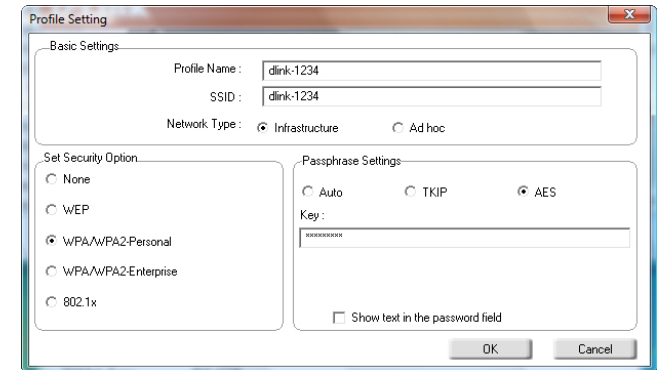 Profile Setting
Basic Settings
Profile Name : dlink-1234
SSID : dlink-1234
Network Type : Infrastructure Ad hoc
Set Security Option
None
WEP
WPA/WPA2-Personal
WPA/WPA2-Enterprise
802.1x
Passphrase Settings
Auto TKIP AES
Key :
*********
Show text in the password field
OK Cancel